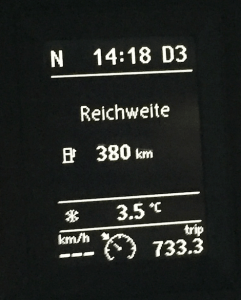 N 14:18 D3
Reichweite
380 km
3.5 °C
km/h trip
--- 733.3